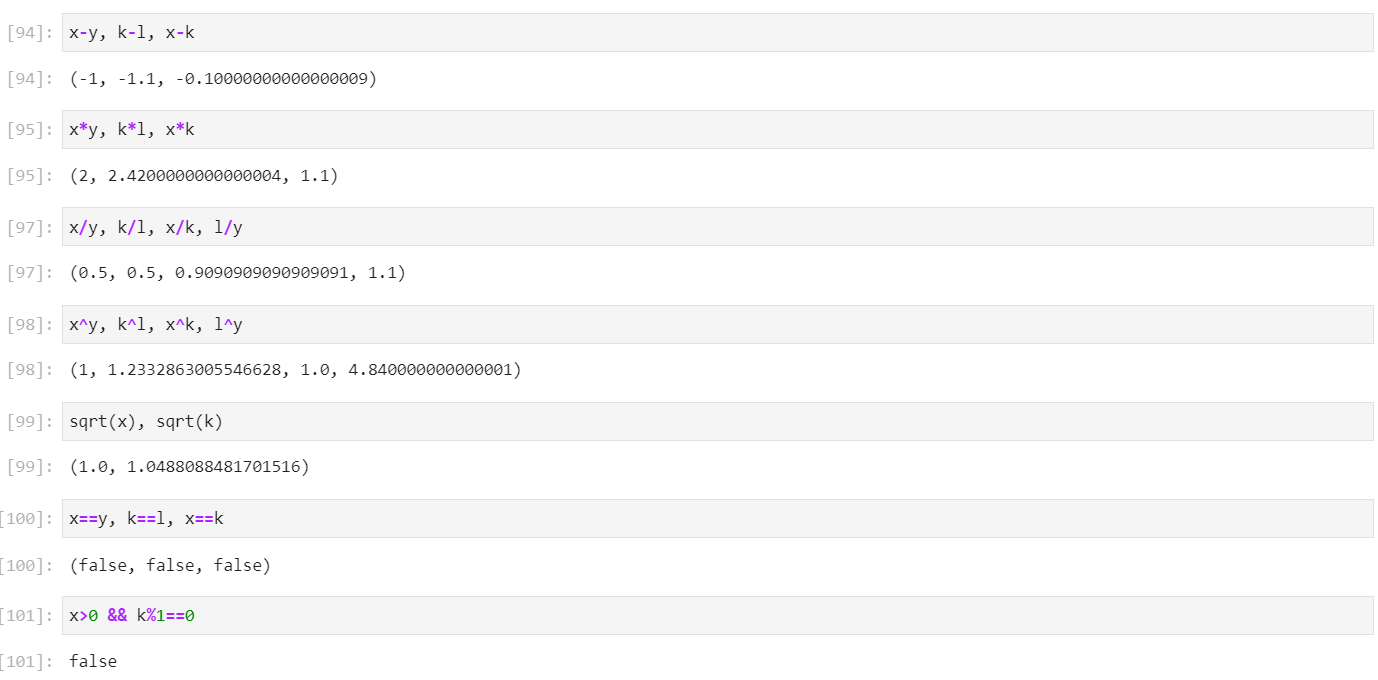 [94]: x-y, k-l, x-k
[94]: (-1, -1.1, -0.10000000000000009)
[95]: x*y, k*l, x*k
[95]: (2, 2.4200000000000004, 1.1)
[97]: x/y, k/l, x/k, l/y
[97]: (0.5, 0.5, 0.9090909090909091, 1.1)
[98]: x^y, k^l, x^k, l^y
[98]: (1, 1.2332863005546628, 1.0, 4.840000000000001)
[99]: sqrt(x), sqrt(k)
[99]: (1.0, 1.0488088481701516)
[100]: x==y, k==l, x==k
[100]: (false, false, false)
[101]: x>0 && k%1==0
[101]: false